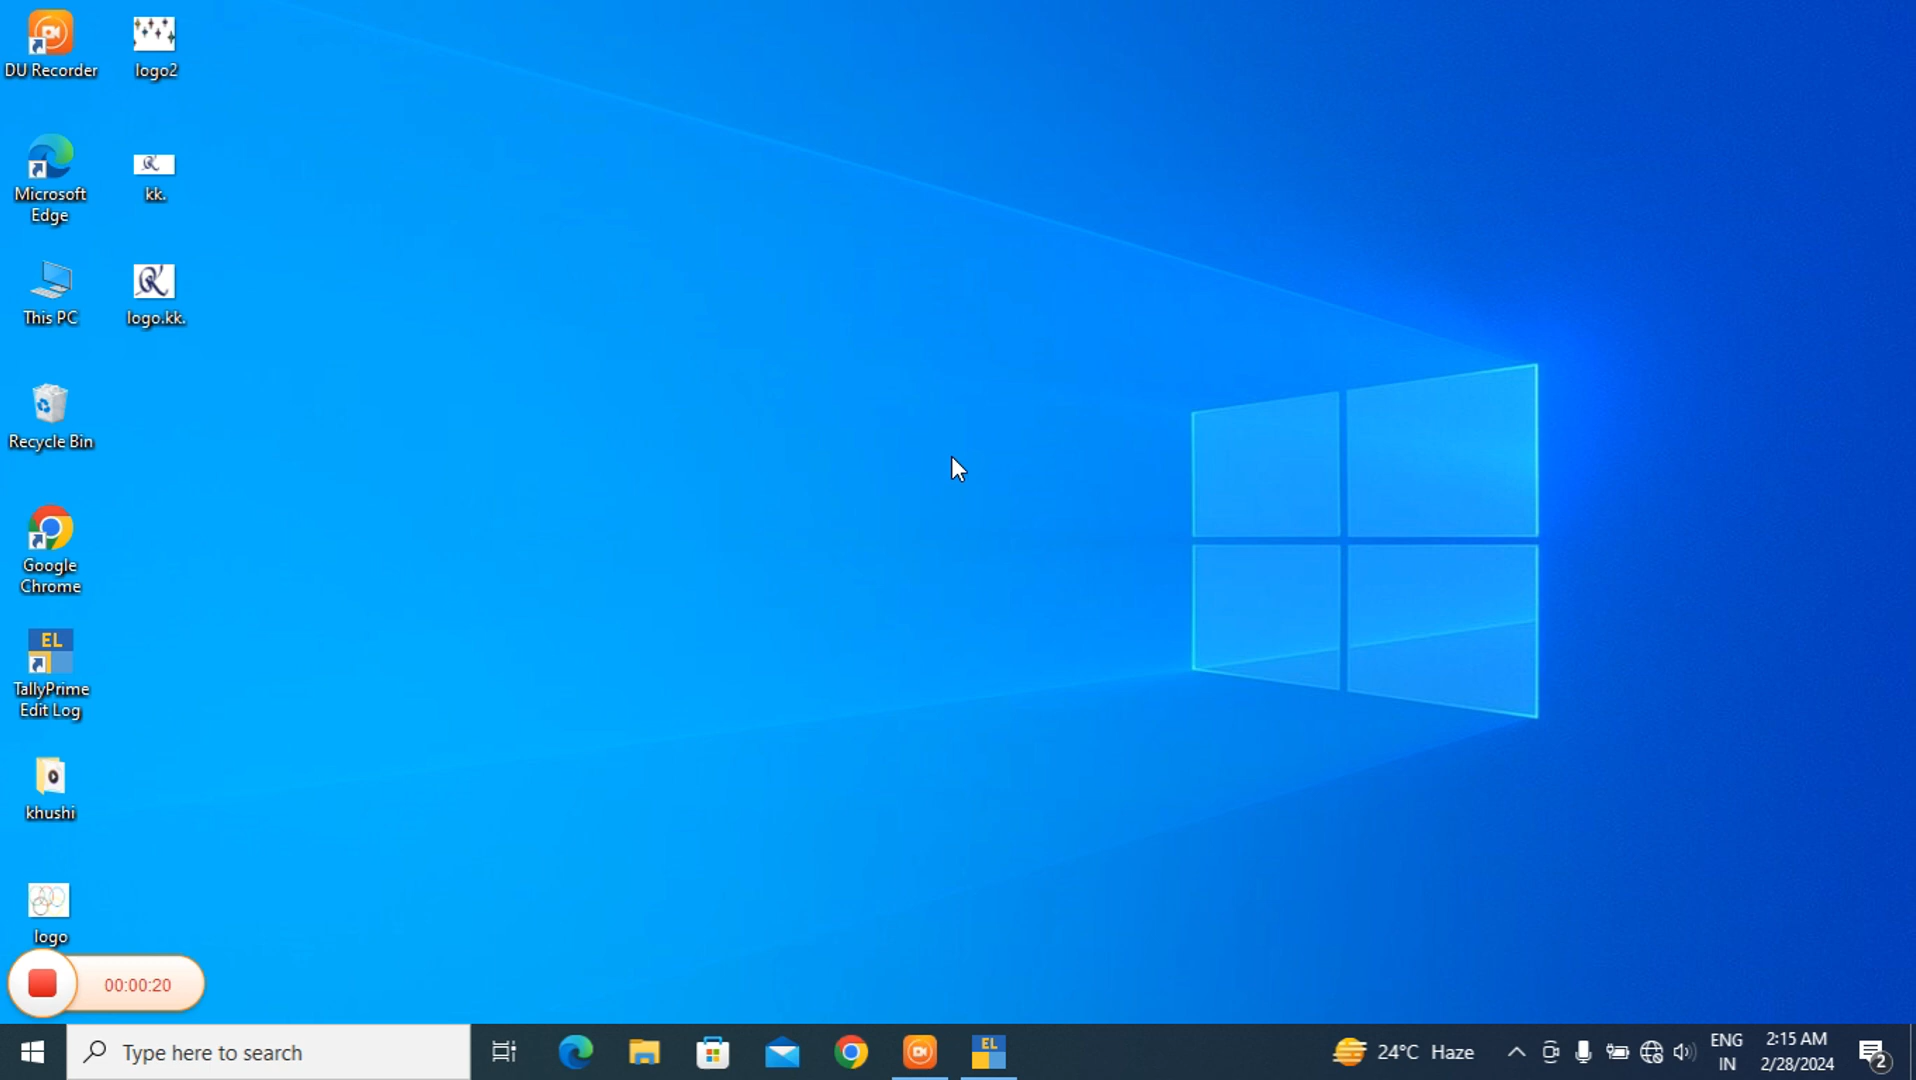 DU Recorder
logo2
Microsoft
Edge
kk.
This PC
logo.kk.
Recycle Bin
Google
Chrome
EL
TallyPrime
Edit Log
khushi
logo
00:00:20
Type here to search
EL
24°C Haze
ENG
IN
2:15 AM
2/28/2024
2